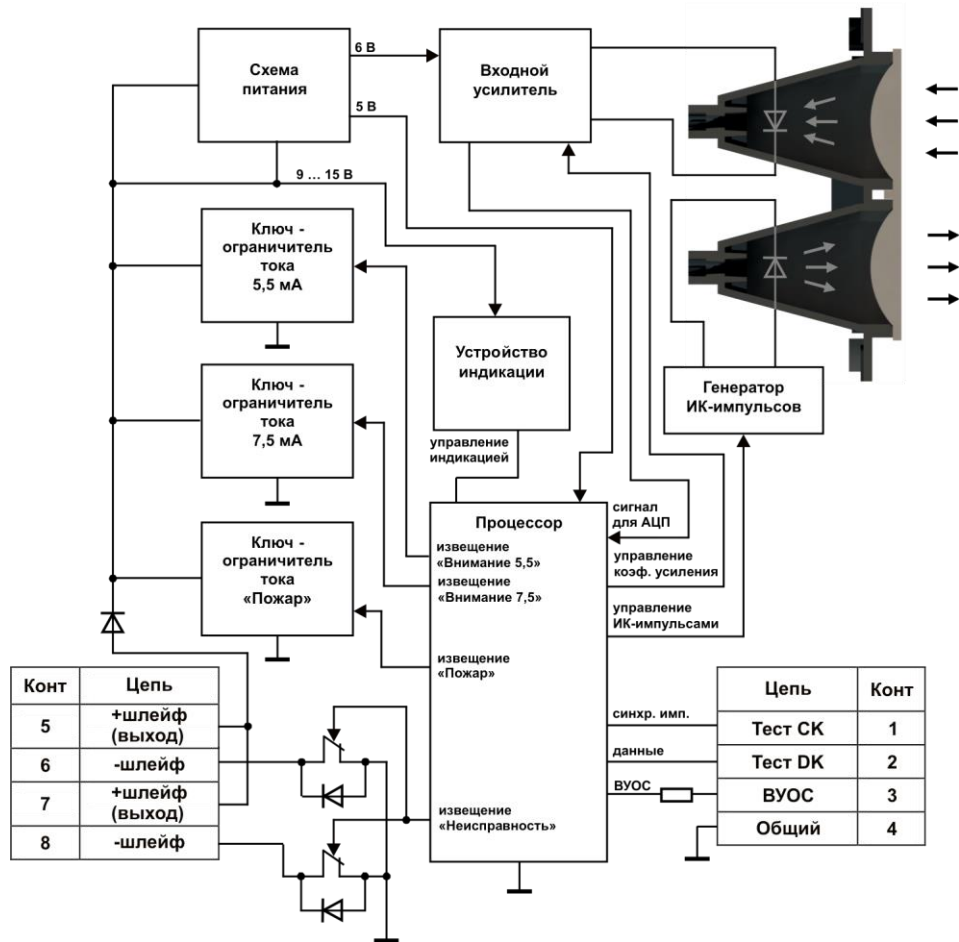 Схема
питания
6 В
5 В
9 ... 15 В
Входной
усилитель
Ключ -
ограничитель
тока
5,5 мА
Ключ -
ограничитель
тока
7,5 мА
Ключ -
ограничитель
тока
«Пожар»
Устройство
индикации
управление
индикацией
Генератор
ИК-импульсов
Процессор
извещение
«Внимание 5,5»
извещение
«Внимание 7,5»
извещение
«Пожар»
извещение
«Неисправность»
сигнал
для АЦП
управление
коэф. усиления
управление
ИК-импульсами
синхр. имп.
данные
ВУОС
Конт Цепь
5 +шлейф
(выход)
6 -шлейф
7 +шлейф
(выход)
8 -шлейф
Цепь Конт
Тест СК 1
Тест DK 2
ВУОС 3
Общий 4